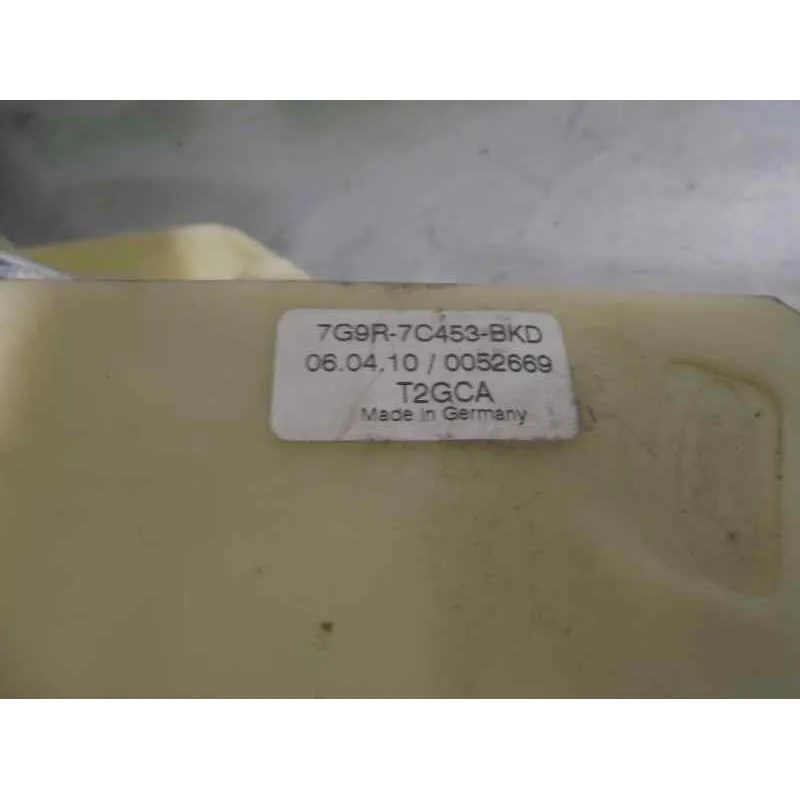 7G9R-7C453-BKD
06.04.10 / 0052669
T2GCA
Made in Germany